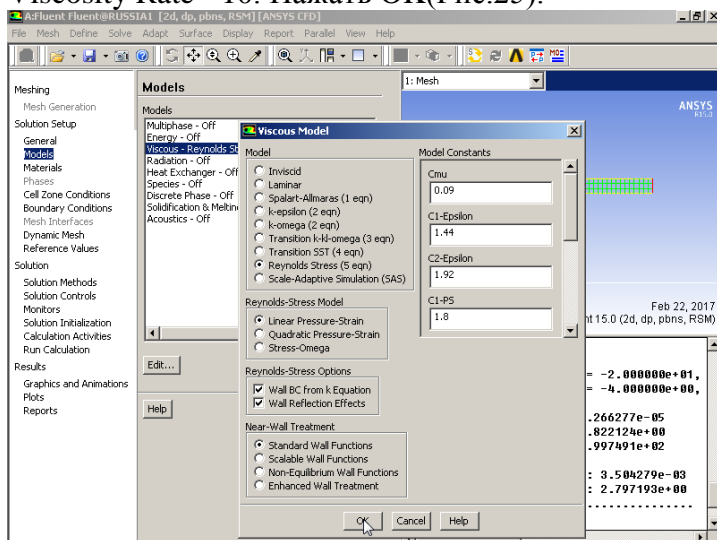 Viscosity Rate - 10. Нажать OK(Рис.25).
A:Fluent Fluent@RUSSIA1 [2d, dp, pbns, RSM] [ANSYS CFD]
File Mesh Define Solve Adapt Surface Display Report Parallel View Help
Meshing
Mesh Generation
Solution Setup
General
Models
Materials
Phases
Cell Zone Conditions
Boundary Conditions
Mesh Interfaces
Dynamic Mesh
Reference Values
Solution
Solution Methods
Solution Controls
Monitors
Solution Initialization
Calculation Activities
Run Calculation
Results
Graphics and Animations
Plots
Reports
Models
Models
Multiphase - Off
Energy - Off
Viscous - Reynolds St
Radiation - Off
Heat Exchanger - Off
Species - Off
Discrete Phase - Off
Solidification & Melting
Acoustics - Off
Edit...
Help
Viscous Model
Model
Inviscid
Laminar
Spalart-Allmaras (1 eqn)
k-epsilon (2 eqn)
k-omega (2 eqn)
Transition k-kl-omega (3 eqn)
Transition SST (4 eqn)
Reynolds Stress (5 eqn)
Scale-Adaptive Simulation (SAS)
Reynolds-Stress Model
Linear Pressure-Strain
Quadratic Pressure-Strain
Stress-Omega
Reynolds-Stress Options
Wall BC from k Equation
Wall Reflection Effects
Near-Wall Treatment
Standard Wall Functions
Scalable Wall Functions
Non-Equilibrium Wall Functions
Enhanced Wall Treatment
Model Constants
Cmu
0.09
C1-Epsilon
1.44
C2-Epsilon
1.92
C1-PS
1.8
OK Cancel Help
1: Mesh
ANSYS
R15.0
Feb 22, 2017
nt 15.0 (2d, dp, pbns, RSM)
= -2.000000e+01,
= -4.000000e+00,
.266277e-05
.822124e+00
.997491e+02
: 3.504279e-03
: 2.797193e+00
..............